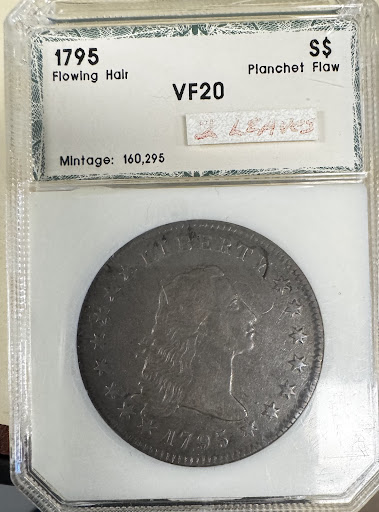 1795 S$
Flowing Hair Planchet Flaw
VF20
2 LEAVES
Mintage: 160,295
LIBERTY
1795